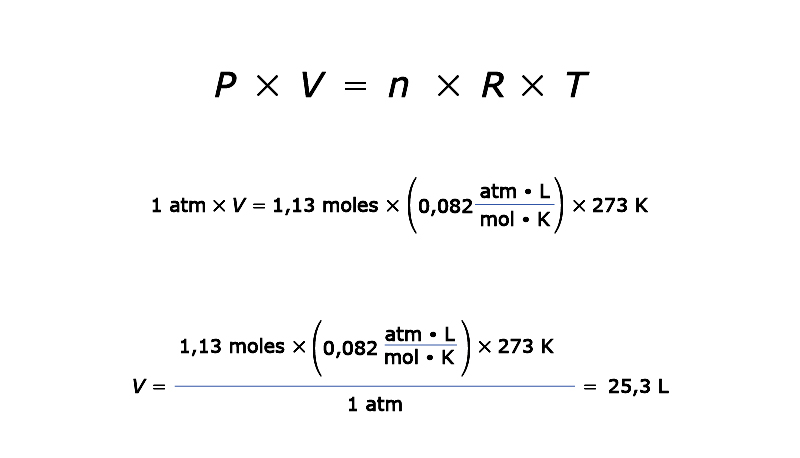 P × V = n × R × T
1 atm × V = 1,13 moles × (0,082 atm • L / mol • K) × 273 K
V = 1,13 moles × (0,082 atm • L / mol • K) × 273 K / 1 atm = 25,3 L